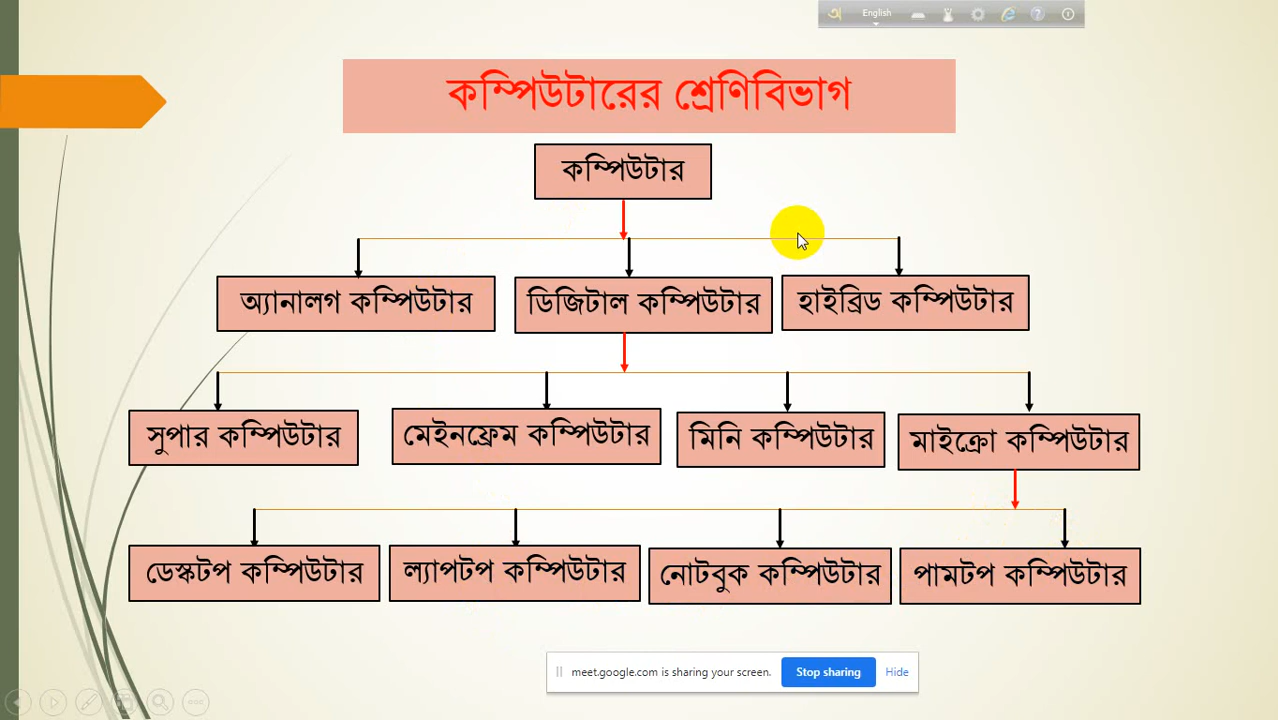 অ English
কম্পিউটারের শ্রেণিবিভাগ
কম্পিউটার
অ্যানালগ কম্পিউটার
ডিজিটাল কম্পিউটার
হাইব্রিড কম্পিউটার
সুপার কম্পিউটার
মেইনফ্রেম কম্পিউটার
মিনি কম্পিউটার
মাইক্রো কম্পিউটার
ডেস্কটপ কম্পিউটার
ল্যাপটপ কম্পিউটার
নোটবুক কম্পিউটার
পামটপ কম্পিউটার
meet.google.com is sharing your screen. Stop sharing Hide